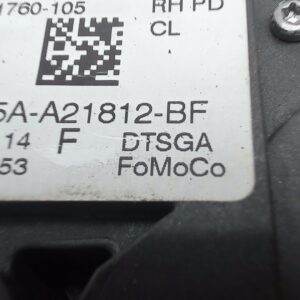 1760-105 RH PD
CL
5A-A21812-BF
14 F DTSGA
53 FoMoCo